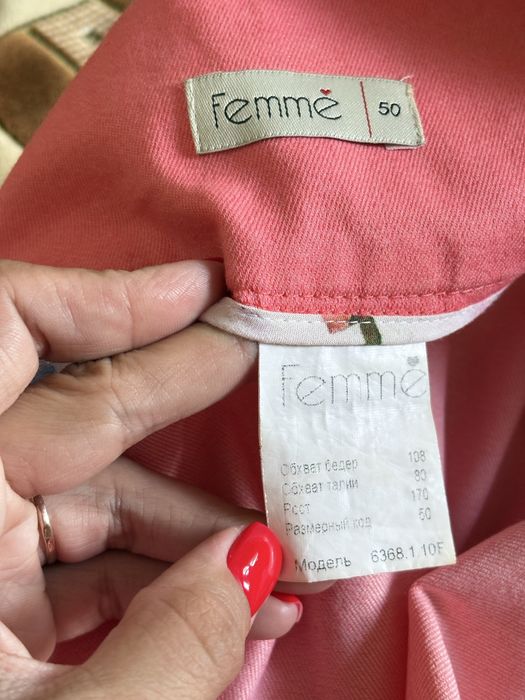 Femme 50
Femme
Обхват бедер 108
Обхват талии 80
Рост 170
Размерный код 50
Модель 6368.1 10F